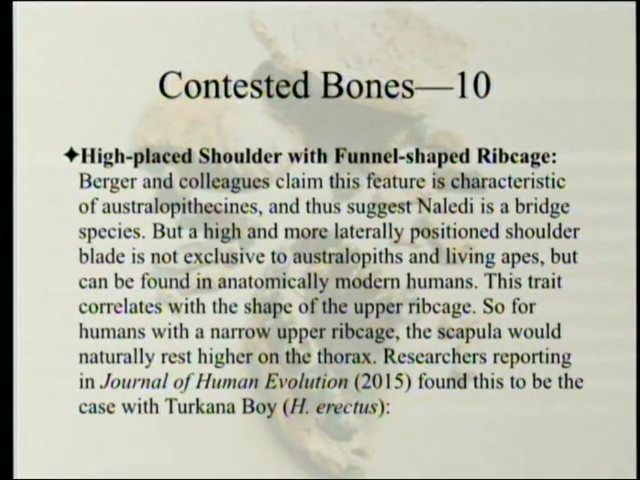 Contested Bones—10
✦High-placed Shoulder with Funnel-shaped Ribcage:
Berger and colleagues claim this feature is characteristic
of australopithecines, and thus suggest Naledi is a bridge
species. But a high and more laterally positioned shoulder
blade is not exclusive to australopiths and living apes, but
can be found in anatomically modern humans. This trait
correlates with the shape of the upper ribcage. So for
humans with a narrow upper ribcage, the scapula would
naturally rest higher on the thorax. Researchers reporting
in Journal of Human Evolution (2015) found this to be the
case with Turkana Boy (H. erectus):